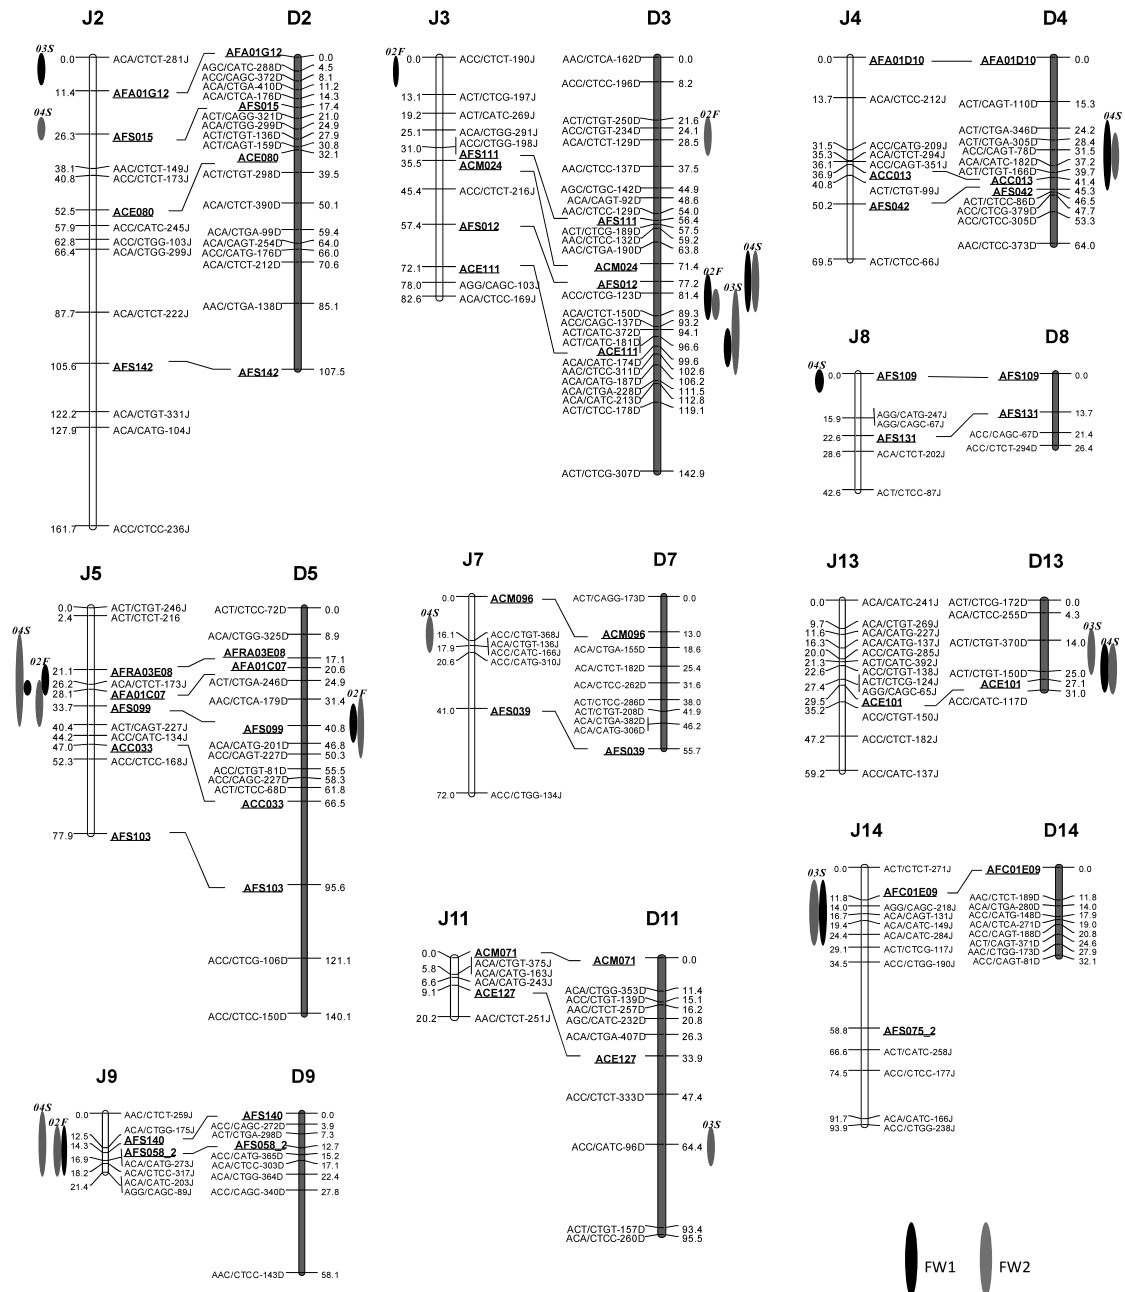 J2
D2
03S
0.0 ACA/CTCT-281J
11.4 AFA01G12
04S
26.3 AFS015
38.1 AAC/CTCT-149J
40.8 ACC/CTCT-173J
52.5 ACE080
57.9 ACC/CATC-245J
62.8 ACC/CTGG-103J
66.4 ACA/CTGG-299J
87.7 ACA/CTCT-222J
105.6 AFS142
122.2 ACA/CTGT-331J
127.9 ACA/CATG-104J
161.7 ACC/CTCC-236J
AFA01G12 0.0
AGC/CATC-288D 4.5
ACC/CAGC-372D 8.1
ACA/CTGA-410D 11.2
ACA/CTCA-176D 14.3
AFS015 17.4
ACT/CAGG-321D 21.0
ACA/CTGG-299D 24.9
ACT/CTGT-136D 27.9
ACT/CAGT-159D 30.8
ACE080 32.1
ACT/CTGT-298D 39.5
ACA/CTCT-390D 50.1
ACA/CTGA-99D 59.4
ACA/CAGT-254D 64.0
ACC/CATG-176D 66.0
ACA/CTCT-212D 70.6
AAC/CTGA-138D 85.1
AFS142 107.5
J3
D3
02F
0.0 ACC/CTCT-190J
13.1 ACT/CTCG-197J
19.2 ACT/CATC-269J
25.1 ACA/CTGG-291J
31.0 ACC/CTGG-198J
AFS111
35.5 ACM024
45.4 ACC/CTCT-216J
57.4 AFS012
72.1 ACE111
78.0 AGG/CAGC-103J
82.6 ACA/CTCC-169J
AAC/CTCA-162D 0.0
ACC/CTCC-196D 8.2
02F
ACT/CTGT-250D 21.6
ACT/CTGT-234D 24.1
ACA/CTCT-129D 28.5
ACC/CTCC-137D 37.5
AGC/CTGC-142D 44.9
ACA/CAGT-92D 48.6
AAC/CTCC-129D 54.0
AFS111 56.4
ACT/CTCG-189D 57.5
AAC/CTCC-132D 59.2
ACA/CTGA-190D 63.8
04S
ACM024 71.4
02F
AFS012 77.2
03S
ACC/CTCG-123D 81.4
ACA/CTCT-150D 89.3
ACC/CAGC-137D 93.2
ACT/CATC-372D 94.1
ACT/CATC-181D
ACE111 96.6
ACA/CATC-174D 99.6
AAC/CTCC-311D 102.6
ACA/CATG-187D 106.2
ACA/CTGA-228D 111.5
ACA/CATC-213D 112.8
ACT/CTCC-178D 119.1
ACT/CTCG-307D 142.9
J4
D4
0.0 AFA01D10
13.7 ACA/CTCC-212J
31.5 ACC/CATG-209J
35.3 ACA/CTCT-294J
36.1 ACC/CAGT-351J
36.9 ACC013
40.8 ACT/CTGT-99J
50.2 AFS042
69.5 ACT/CTCC-66J
AFA01D10 0.0
ACT/CAGT-110D 15.3
04S
ACT/CTGA-346D 24.2
ACT/CTGA-305D 28.4
ACC/CAGT-78D 31.5
ACA/CATC-182D 37.2
ACT/CTGT-166D 39.7
ACC013 41.4
AFS042 45.3
ACT/CTCC-86D 46.5
ACC/CTCG-379D 47.7
ACC/CTCC-305D 53.3
AAC/CTCC-373D 64.0
J8
D8
04S
0.0 AFS109
15.9 AGG/CATG-247J
AGG/CAGC-67J
22.6 AFS131
28.6 ACA/CTCT-202J
42.6 ACT/CTCC-87J
AFS109 0.0
AFS131 13.7
ACC/CAGC-67D 21.4
ACC/CTCT-294D 26.4
J5
D5
0.0 ACT/CTGT-246J
2.4 ACT/CTCT-216
04S
02F
21.1 AFRA03E08
26.2 ACA/CTCT-173J
28.1 AFA01C07
33.7 AFS099
40.4 ACT/CAGT-227J
44.2 ACC/CATC-134J
47.0 ACC033
52.3 ACC/CTCC-168J
77.9 AFS103
ACT/CTCC-72D 0.0
ACA/CTGG-325D 8.9
AFRA03E08 17.1
AFA01C07 20.6
ACT/CTGA-246D 24.9
AAC/CTCA-179D 31.4
02F
AFS099 40.8
ACA/CATG-201D 46.8
ACC/CAGT-227D 50.3
ACC/CTGT-81D 55.5
ACC/CAGC-227D 58.3
ACT/CTCC-68D 61.8
ACC033 66.5
AFS103 95.6
ACC/CTCG-106D 121.1
ACC/CTCC-150D 140.1
J7
D7
0.0 ACM096
04S
16.1 ACC/CTGT-368J
17.9 ACT/CTGT-136J
ACA/CATC-166J
20.6 ACC/CATG-310J
41.0 AFS039
72.0 ACC/CTGG-134J
ACT/CAGG-173D 0.0
ACM096 13.0
ACA/CTGA-155D 18.6
ACT/CTCT-182D 25.4
ACA/CTCC-262D 31.6
ACT/CTCC-286D 38.0
ACT/CTGT-208D 41.9
ACA/CTGA-382D 46.2
ACA/CATG-306D
AFS039 55.7
J13
D13
0.0 ACA/CATC-241J
9.7 ACA/CTGT-269J
11.6 ACA/CATG-227J
16.3 ACA/CATG-137J
20.0 ACC/CATG-285J
21.3 ACT/CATC-392J
22.6 ACC/CTGT-138J
27.4 ACT/CTCG-124J
AGG/CAGC-65J
29.5 ACE101
35.2 ACC/CTGT-150J
47.2 ACC/CTCT-182J
59.2 ACC/CATC-137J
ACT/CTCG-172D 0.0
ACA/CTCC-255D 4.3
03S
ACT/CTGT-370D 14.0
04S
ACT/CTGT-150D 25.0
ACE101 27.1
ACC/CATC-117D 31.0
J14
D14
03S
0.0 ACT/CTCT-271J
11.8 AFC01E09
14.0 AGG/CAGC-218J
16.7 ACA/CAGT-131J
19.4 ACA/CATC-149J
24.4 ACA/CATC-284J
29.1 ACT/CTCG-117J
34.5 ACC/CTGG-190J
58.8 AFS075_2
66.6 ACT/CATC-258J
74.5 ACC/CTCC-177J
91.7 ACA/CATC-166J
93.9 ACC/CTGG-238J
AFC01E09 0.0
AAC/CTCT-189D 11.8
ACA/CTGA-280D 14.0
ACC/CATG-148D 17.9
ACA/CTCA-271D 19.0
ACC/CAGT-188D 20.8
ACT/CAGT-371D 24.6
AAC/CTGG-173D 27.9
ACC/CAGT-81D 32.1
J11
D11
0.0 ACM071
5.8 ACA/CTGT-375J
ACA/CATG-163J
6.6 ACA/CATG-243J
9.1 ACE127
20.2 AAC/CTCT-251J
ACM071 0.0
ACA/CTGG-353D 11.4
ACC/CTGT-139D 15.1
AAC/CTCT-257D 16.2
AGC/CATC-232D 20.8
ACA/CTGA-407D 26.3
ACE127 33.9
ACC/CTCT-333D 47.4
03S
ACC/CATC-96D 64.4
ACT/CTGT-157D 93.4
ACA/CTCC-260D 95.5
J9
D9
04S
02F
0.0 AAC/CTCT-259J
12.5 ACA/CTGG-175J
14.3 AFS140
16.9 AFS058_2
ACA/CATG-273J
18.2 ACA/CTCC-317J
21.4 ACA/CATC-203J
AGG/CAGC-89J
AFS140 0.0
ACC/CAGC-272D 3.9
ACT/CTGA-298D 7.3
AFS058_2 12.7
ACC/CATG-365D 15.2
ACA/CTCC-303D 17.1
ACA/CTGG-364D 22.4
ACC/CAGC-340D 27.8
AAC/CTCC-143D 58.1
FW1
FW2